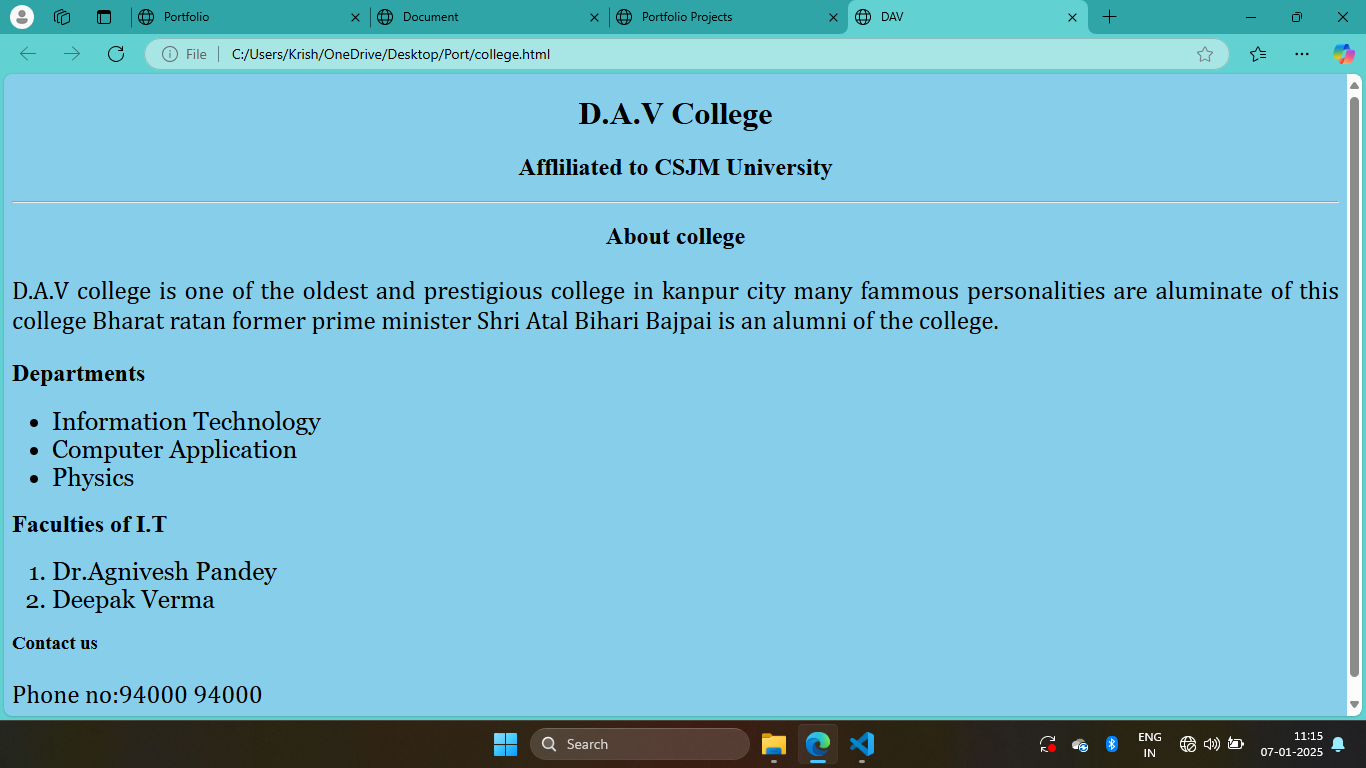 Portfolio
Document
Portfolio Projects
DAV
File
C:/Users/Krish/OneDrive/Desktop/Port/college.html
D.A.V College
Affliliated to CSJM University
About college
D.A.V college is one of the oldest and prestigious college in kanpur city many fammous personalities are aluminate of this
college Bharat ratan former prime minister Shri Atal Bihari Bajpai is an alumni of the college.
Departments
• Information Technology
• Computer Application
• Physics
Faculties of I.T
1. Dr.Agnivesh Pandey
2. Deepak Verma
Contact us
Phone no:94000 94000
Search
ENG
IN
11:15
07-01-2025